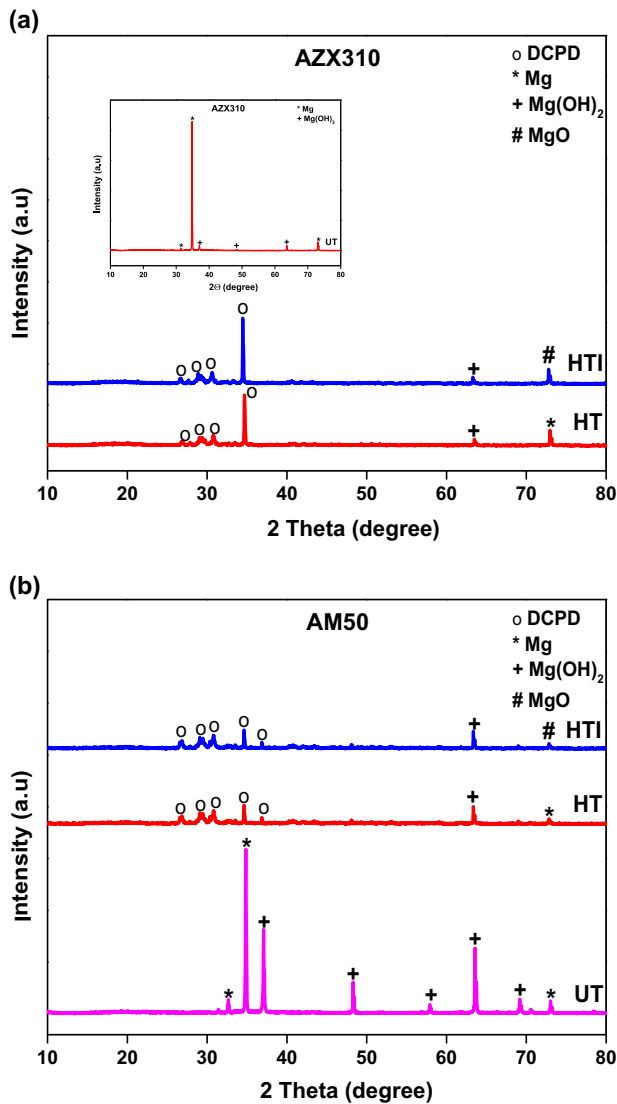 (a)
AZX310
o DCPD
* Mg
+ Mg(OH)2
# MgO
AZX310
* Mg
+ Mg(OH)2
Intensity (a.u)
* * + + + *
UT
10 20 30 40 50 60 70 80
2Θ (degree)
Intensity (a.u)
o o o o + # HTI
o o o o + * HT
10 20 30 40 50 60 70 80
2 Theta (degree)
(b)
AM50
o DCPD
* Mg
+ Mg(OH)2
# MgO
Intensity (a.u)
o o o o o + # HTI
o o o o o + * HT
* * + + + + + * UT
10 20 30 40 50 60 70 80
2 Theta (degree)